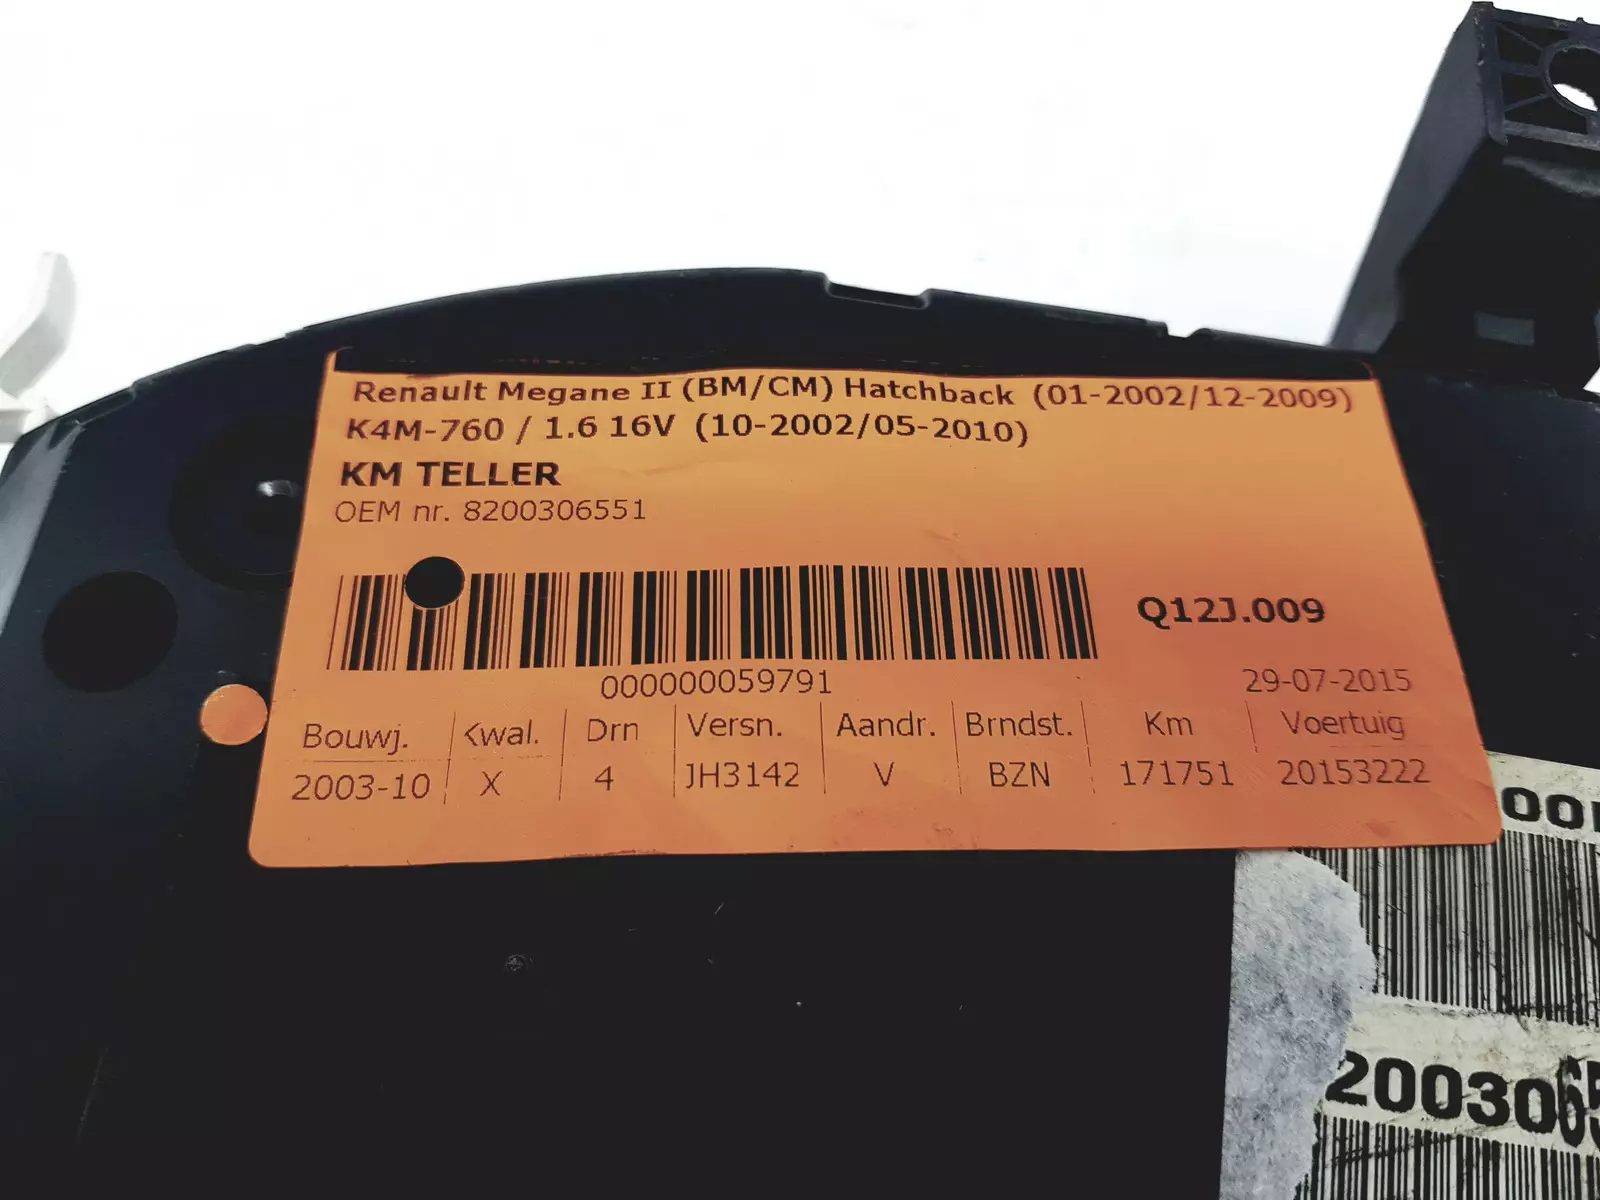 Renault Megane II (BM/CM) Hatchback (01-2002/12-2009)
K4M-760 / 1.6 16V (10-2002/05-2010)
KM TELLER
OEM nr. 8200306551
Q12J.009
000000059791
29-07-2015
Bouwj. Kwal. Drn Versn. Aandr. Brndst. Km Voertuig
2003-10 X 4 JH3142 V BZN 171751 20153222
00
2003065